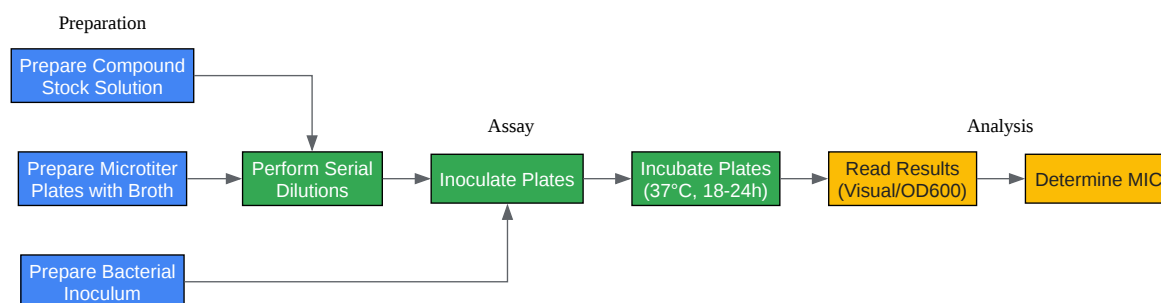 Preparation
Prepare Compound
Stock Solution
Assay
Analysis
Prepare Microtiter
Plates with Broth
Perform Serial
Dilutions
Inoculate Plates
Incubate Plates
(37°C, 18-24h)
Read Results
(Visual/OD600)
Determine MIC
Prepare Bacterial
Inoculum